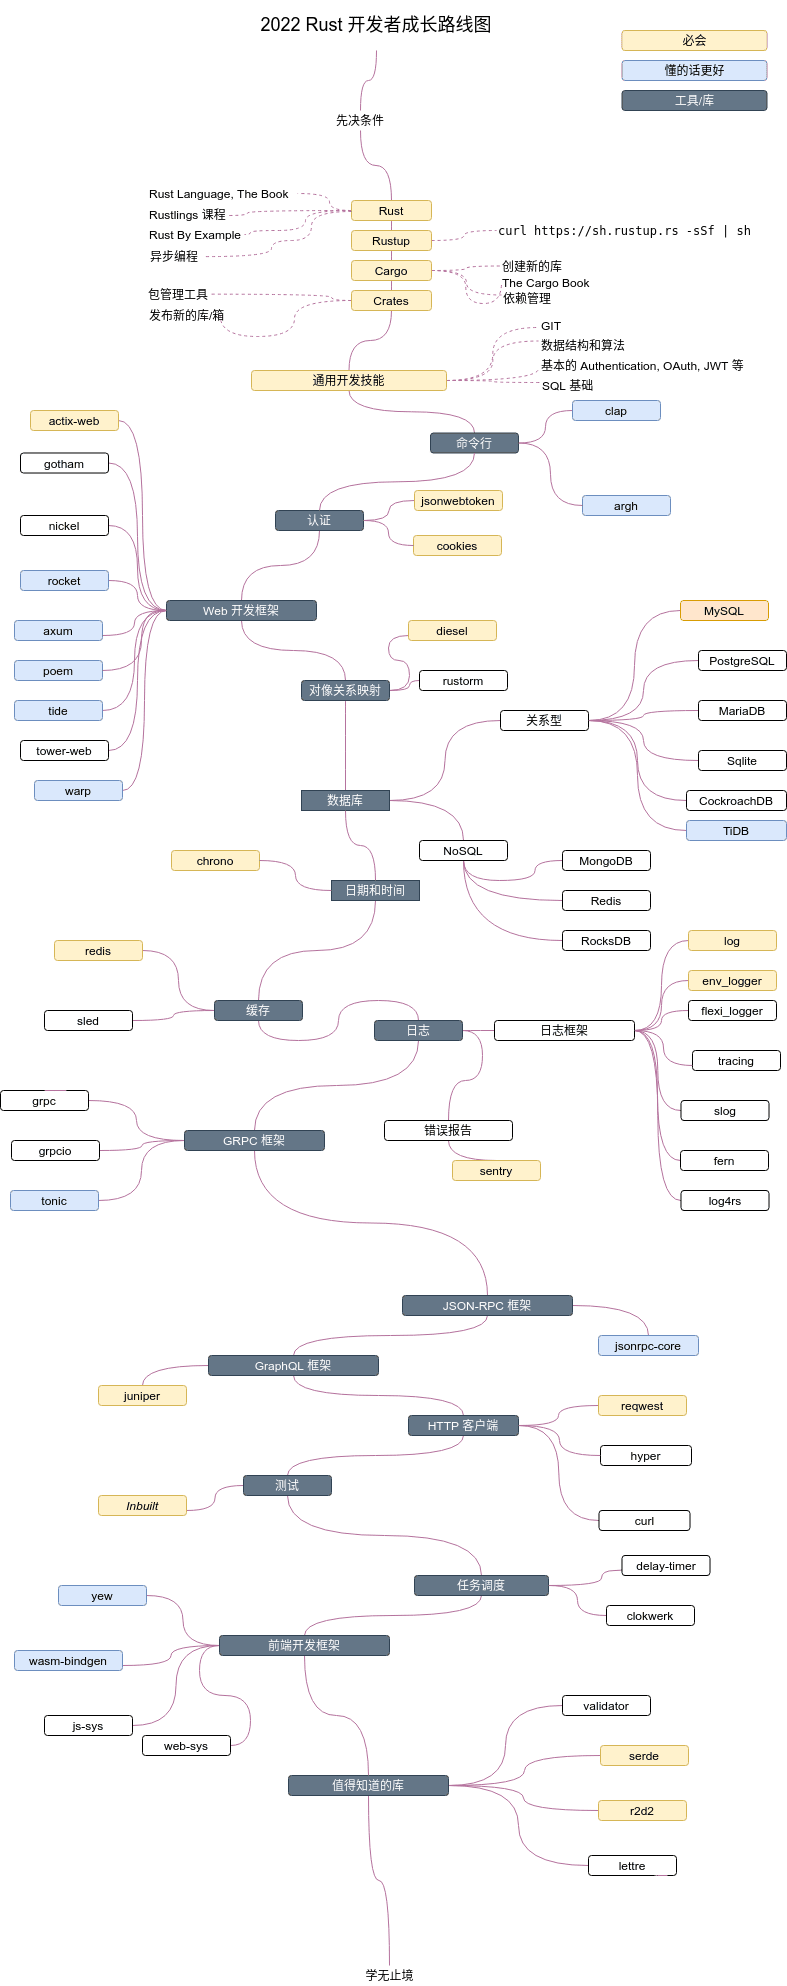 2022 Rust 开发者成长路线图
必会
懂的话更好
工具/库
先决条件
Rust Language, The Book
Rustlings 课程
Rust By Example
异步编程
Rust
Rustup
curl https://sh.rustup.rs -sSf | sh
Cargo
创建新的库
The Cargo Book
依赖管理
包管理工具
发布新的库/箱
Crates
GIT
数据结构和算法
基本的 Authentication, OAuth, JWT 等
SQL 基础
通用开发技能
命令行
clap
argh
认证
jsonwebtoken
cookies
actix-web
gotham
nickel
rocket
axum
poem
tide
tower-web
warp
Web 开发框架
对像关系映射
diesel
rustorm
数据库
关系型
MySQL
PostgreSQL
MariaDB
Sqlite
CockroachDB
TiDB
NoSQL
MongoDB
Redis
RocksDB
chrono
日期和时间
redis
sled
缓存
日志
日志框架
log
env_logger
flexi_logger
tracing
slog
fern
log4rs
错误报告
sentry
grpc
grpcio
tonic
GRPC 框架
JSON-RPC 框架
jsonrpc-core
GraphQL 框架
juniper
HTTP 客户端
reqwest
hyper
curl
测试
Inbuilt
任务调度
delay-timer
clokwerk
yew
wasm-bindgen
js-sys
web-sys
前端开发框架
值得知道的库
validator
serde
r2d2
lettre
学无止境